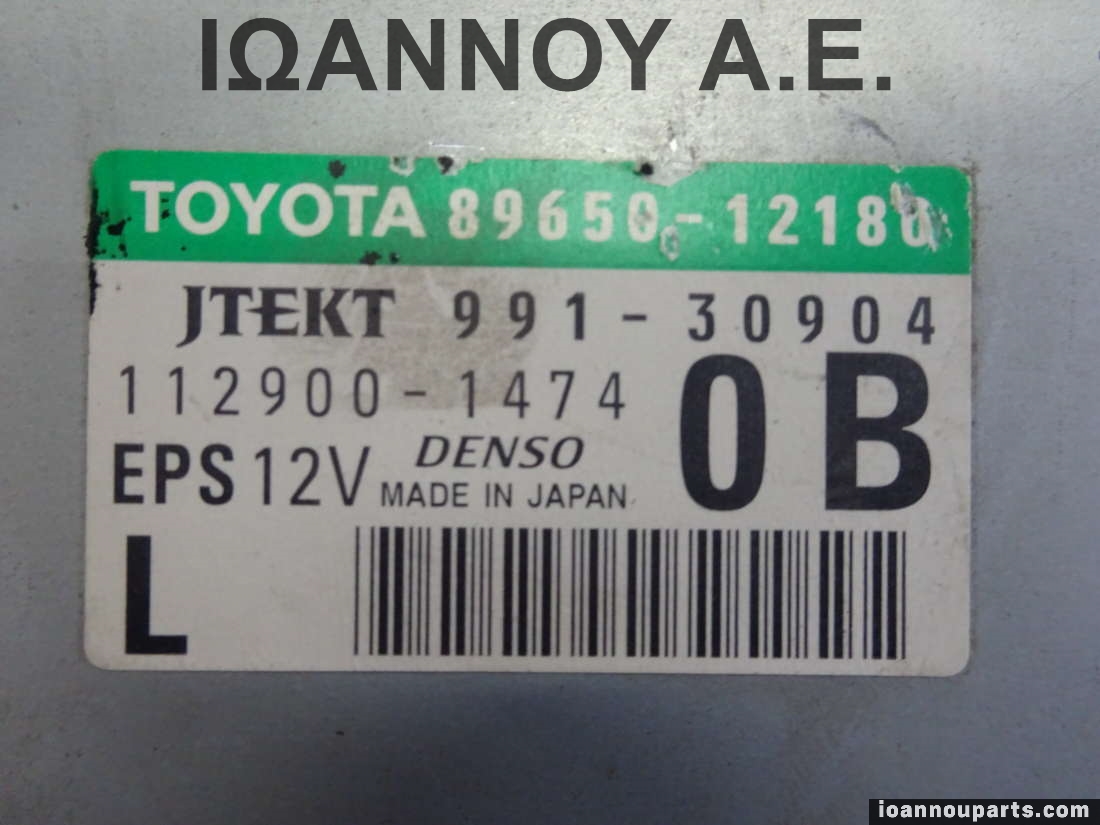 ΙΩΑΝΝΟΥ Α.Ε.
TOYOTA 89650-12180
JTEKT 991-30904
112900-1474 0B
EPS 12V DENSO
MADE IN JAPAN
L
ioannouparts.com